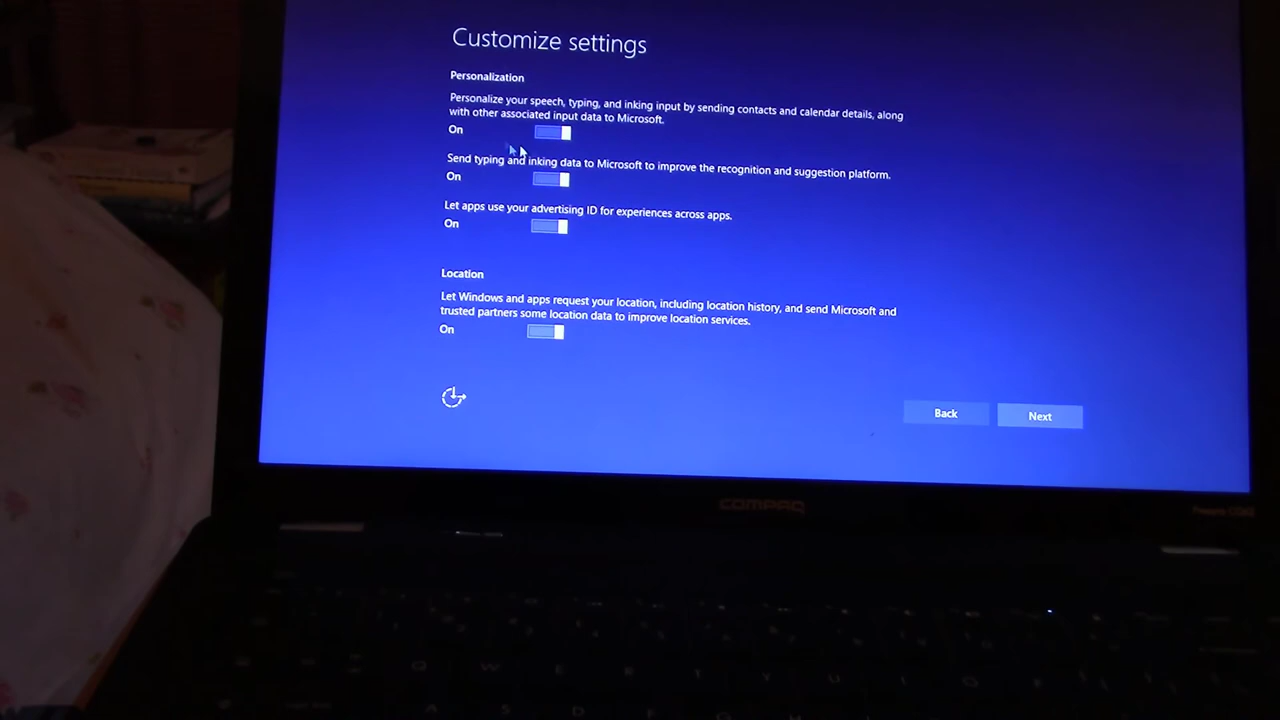 Customize settings
Personalization
Personalize your speech, typing, and inking input by sending contacts and calendar details, along
with other associated input data to Microsoft.
On
Send typing and inking data to Microsoft to improve the recognition and suggestion platform.
On
Let apps use your advertising ID for experiences across apps.
On
Location
Let Windows and apps request your location, including location history, and send Microsoft and
trusted partners some location data to improve location services.
On
Back Next
COMPAQ
Q W E R T Y U
A S D F G H